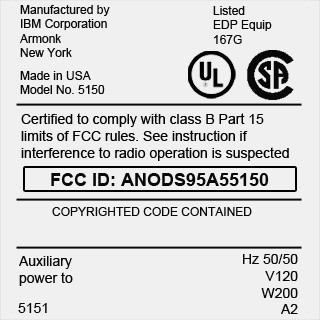 Manufactured by
IBM Corporation
Armonk
New York
Made in USA
Model No. 5150
Listed
EDP Equip
167G
UL
SA
Certified to comply with class B Part 15
limits of FCC rules. See instruction if
interference to radio operation is suspected
FCC ID: ANODS95A55150
COPYRIGHTED CODE CONTAINED
Auxiliary
power to
5151
Hz 50/50
V120
W200
A2